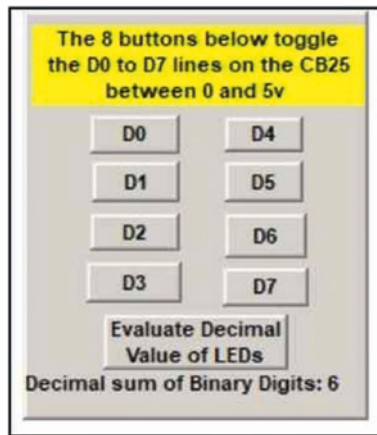 The 8 buttons below toggle
the D0 to D7 lines on the CB25
between 0 and 5v
D0 D4
D1 D5
D2 D6
D3 D7
Evaluate Decimal
Value of LEDs
Decimal sum of Binary Digits: 6